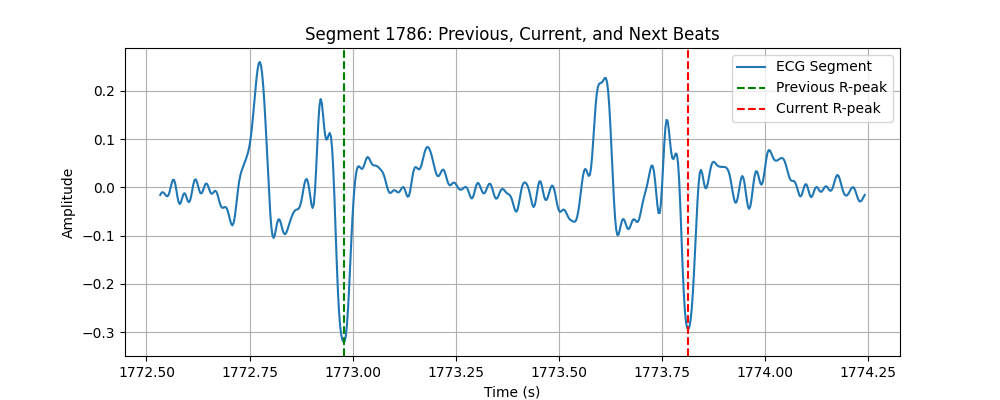 Segment 1786: Previous, Current, and Next Beats
ECG Segment
Previous R-peak
Current R-peak
Amplitude
0.2
0.1
0.0
−0.1
−0.2
−0.3
1772.50 1772.75 1773.00 1773.25 1773.50 1773.75 1774.00 1774.25
Time (s)